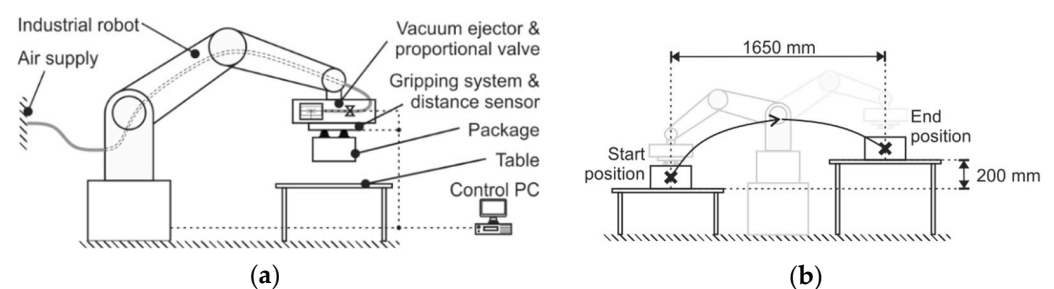 Industrial robot
Air supply
Vacuum ejector &
proportional valve
Gripping system &
distance sensor
Package
Table
Control PC
(a)
1650 mm
End
position
Start
position
200 mm
(b)